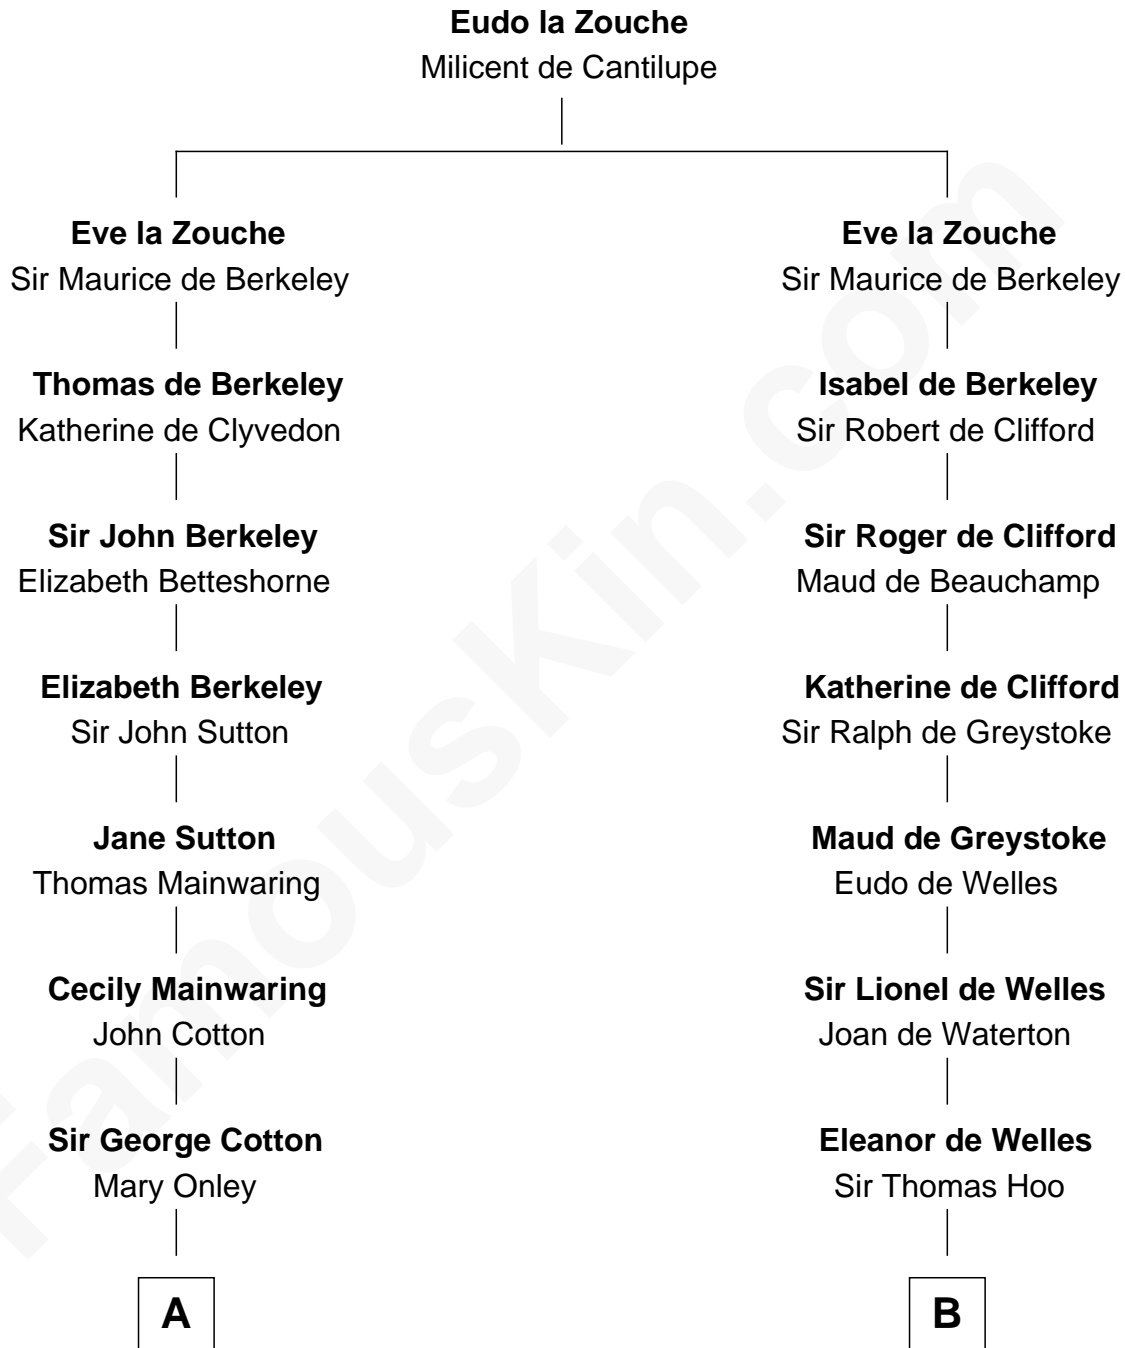 Eudo la Zouche
Milicent de Cantilupe
Eve la Zouche
Sir Maurice de Berkeley
Eve la Zouche
Sir Maurice de Berkeley
Thomas de Berkeley
Katherine de Clyvedon
Isabel de Berkeley
Sir Robert de Clifford
Sir John Berkeley
Elizabeth Betteshorne
Sir Roger de Clifford
Maud de Beauchamp
Elizabeth Berkeley
Sir John Sutton
Katherine de Clifford
Sir Ralph de Greystoke
Jane Sutton
Thomas Mainwaring
Maud de Greystoke
Eudo de Welles
Cecily Mainwaring
John Cotton
Sir Lionel de Welles
Joan de Waterton
Sir George Cotton
Mary Onley
Eleanor de Welles
Sir Thomas Hoo
A
B
FamousKin.com